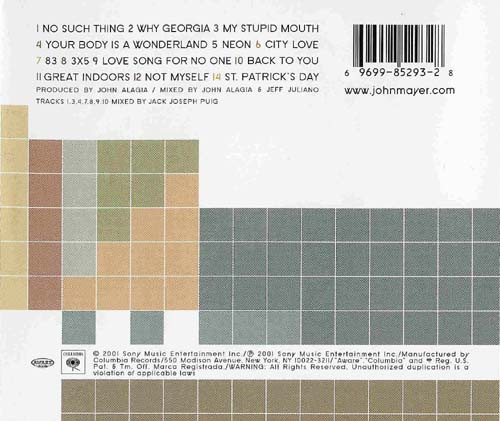 1 NO SUCH THING 2 WHY GEORGIA 3 MY STUPID MOUTH
4 YOUR BODY IS A WONDERLAND 5 NEON 6 CITY LOVE
7 83 8 3X5 9 LOVE SONG FOR NO ONE 10 BACK TO YOU
11 GREAT INDOORS 12 NOT MYSELF 14 ST. PATRICK'S DAY
PRODUCED BY JOHN ALAGIA / MIXED BY JOHN ALAGIA & JEFF JULIANO
TRACKS 1,3,4,7,8,9,10 MIXED BY JACK JOSEPH PUIG
6 9699-85293-2 8
www.johnmayer.com
AWARE
COLUMBIA
© 2001 Sony Music Entertainment Inc./℗ 2001 Sony Music Entertainment Inc./Manufactured by
Columbia Records/550 Madison Avenue, New York, NY 10022-3211/"Aware","Columbia" and ® Reg. U.S.
Pat. & Tm. Off. Marca Registrada./WARNING: All Rights Reserved. Unauthorized duplication is a
violation of applicable laws